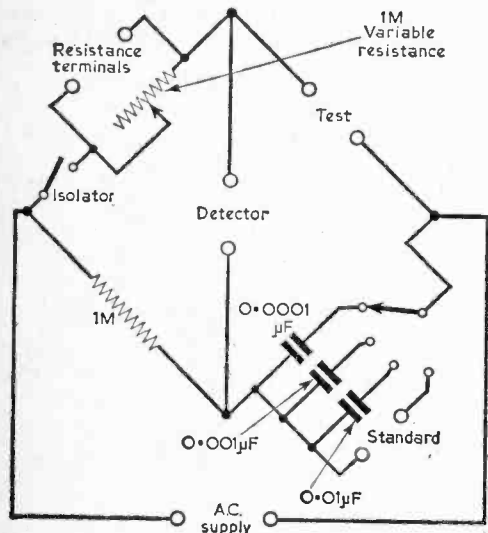 1M
Variable
resistance
Resistance
terminals
Test
Isolator
Detector
1M
0·0001
μF
0·001μF
Standard
0·01μF
A.C.
supply